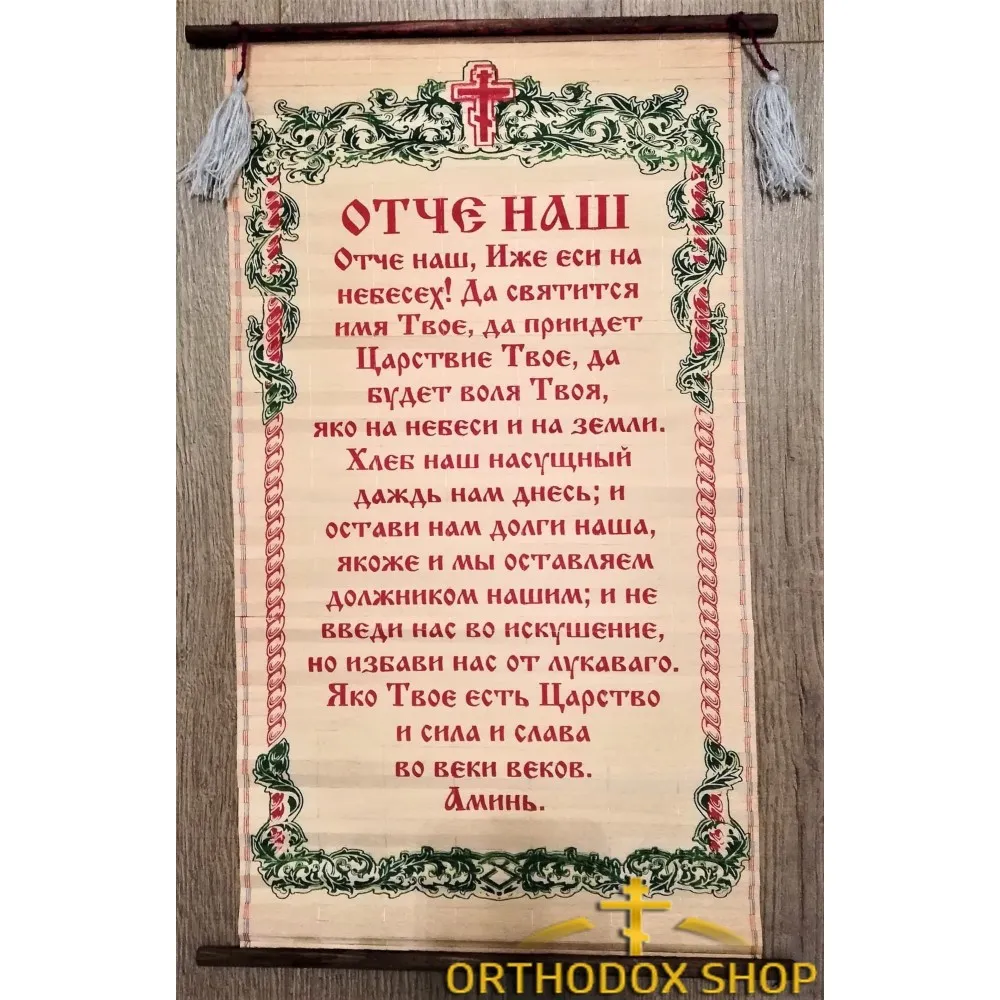 ОТЧЕ НАШ
Отче наш, Иже еси на
небесех! Да святится
имя Твое, да приидет
Царствие Твое, да
будет воля Твоя,
яко на небеси и на земли.
Хлеб наш насущный
даждь нам днесь; и
остави нам долги наша,
якоже и мы оставляем
должником нашим; и не
введи нас во искушение,
но избави нас от лукаваго.
Яко Твое есть Царство
и сила и слава
во веки веков.
Аминь.
ORTHODOX SHOP